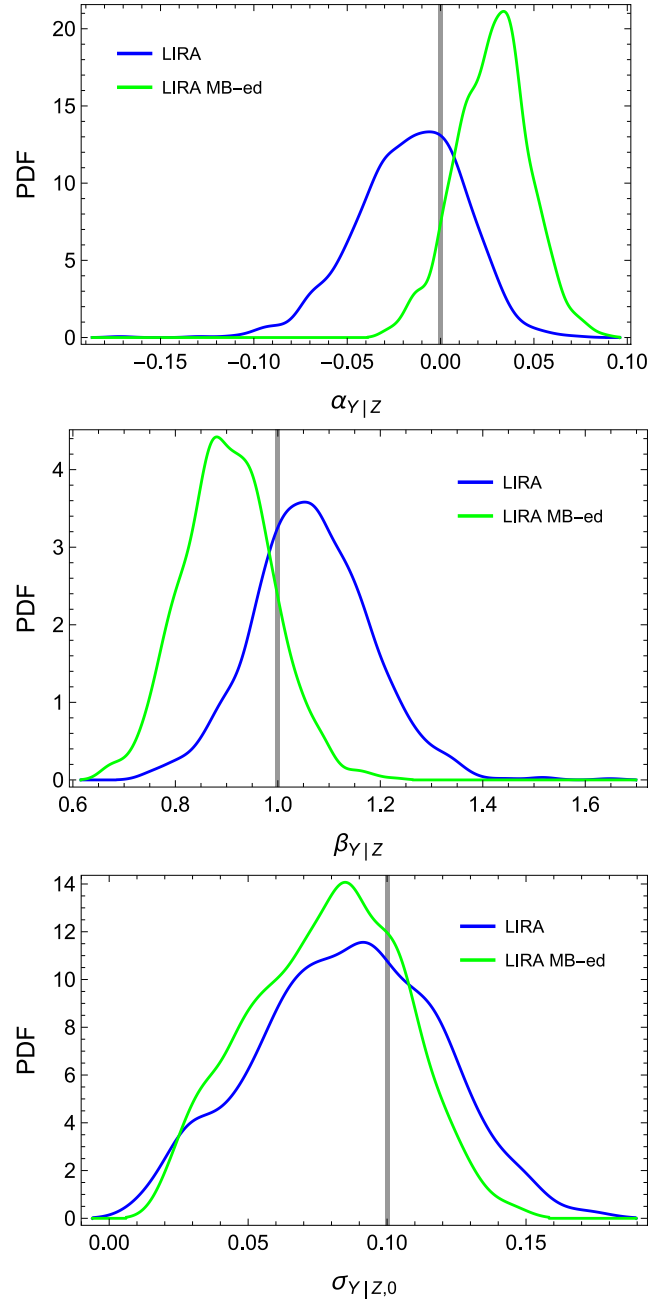 20
15
10
5
0
PDF
LIRA
LIRA MB-ed
−0.15 −0.10 −0.05 0.00 0.05 0.10
αY|Z
4
3
2
1
0
PDF
LIRA
LIRA MB-ed
0.6 0.8 1.0 1.2 1.4 1.6
βY|Z
14
12
10
8
6
4
2
0
PDF
LIRA
LIRA MB-ed
0.00 0.05 0.10 0.15
σY|Z,0